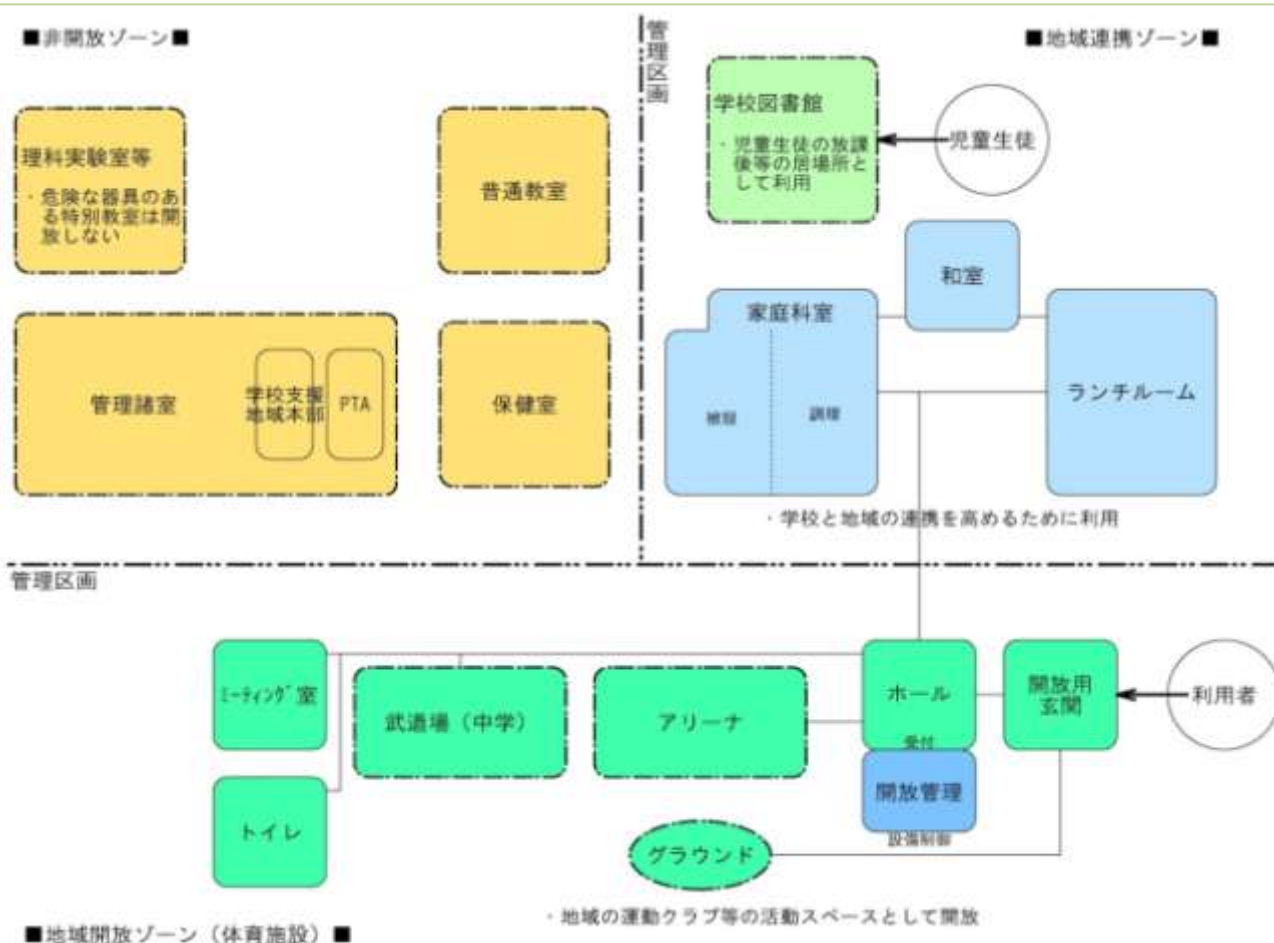 ■非開放ゾーン■
管理区画
■地域連携ゾーン■
理科実験室等
・危険な器具のあ
る特別教室は開
放しない
普通教室
学校図書館
・児童生徒の放課
後等の居場所と
して利用
児童生徒
和室
家庭科室
被服
調理
ランチルーム
管理諸室
学校支援
地域本部
PTA
保健室
・学校と地域の連携を高めるために利用
管理区画
ミーティング室
武道場（中学）
アリーナ
ホール
受付
開放用
玄関
利用者
トイレ
開放管理
設備制御
グラウンド
・地域の運動クラブ等の活動スペースとして開放
■地域開放ゾーン（体育施設）■